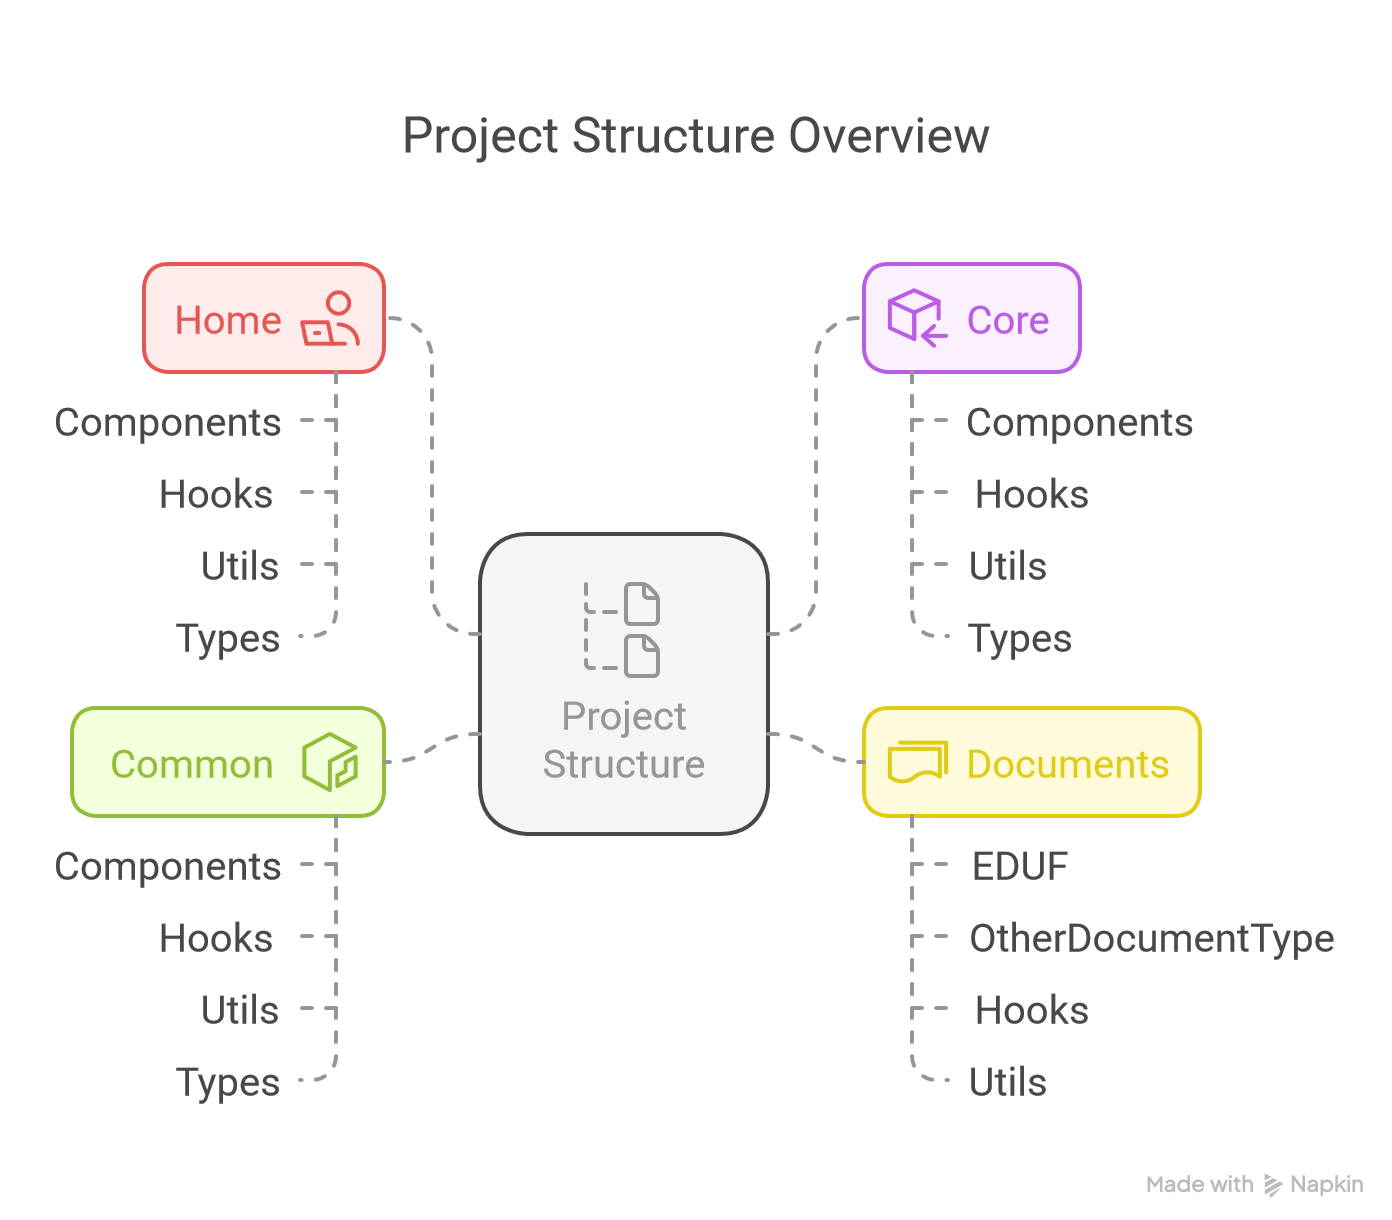 Project Structure Overview
Home
Components
Hooks
Utils
Types
Common
Components
Hooks
Utils
Types
Project
Structure
Core
Components
Hooks
Utils
Types
Documents
EDUF
OtherDocumentType
Hooks
Utils
Made with Napkin